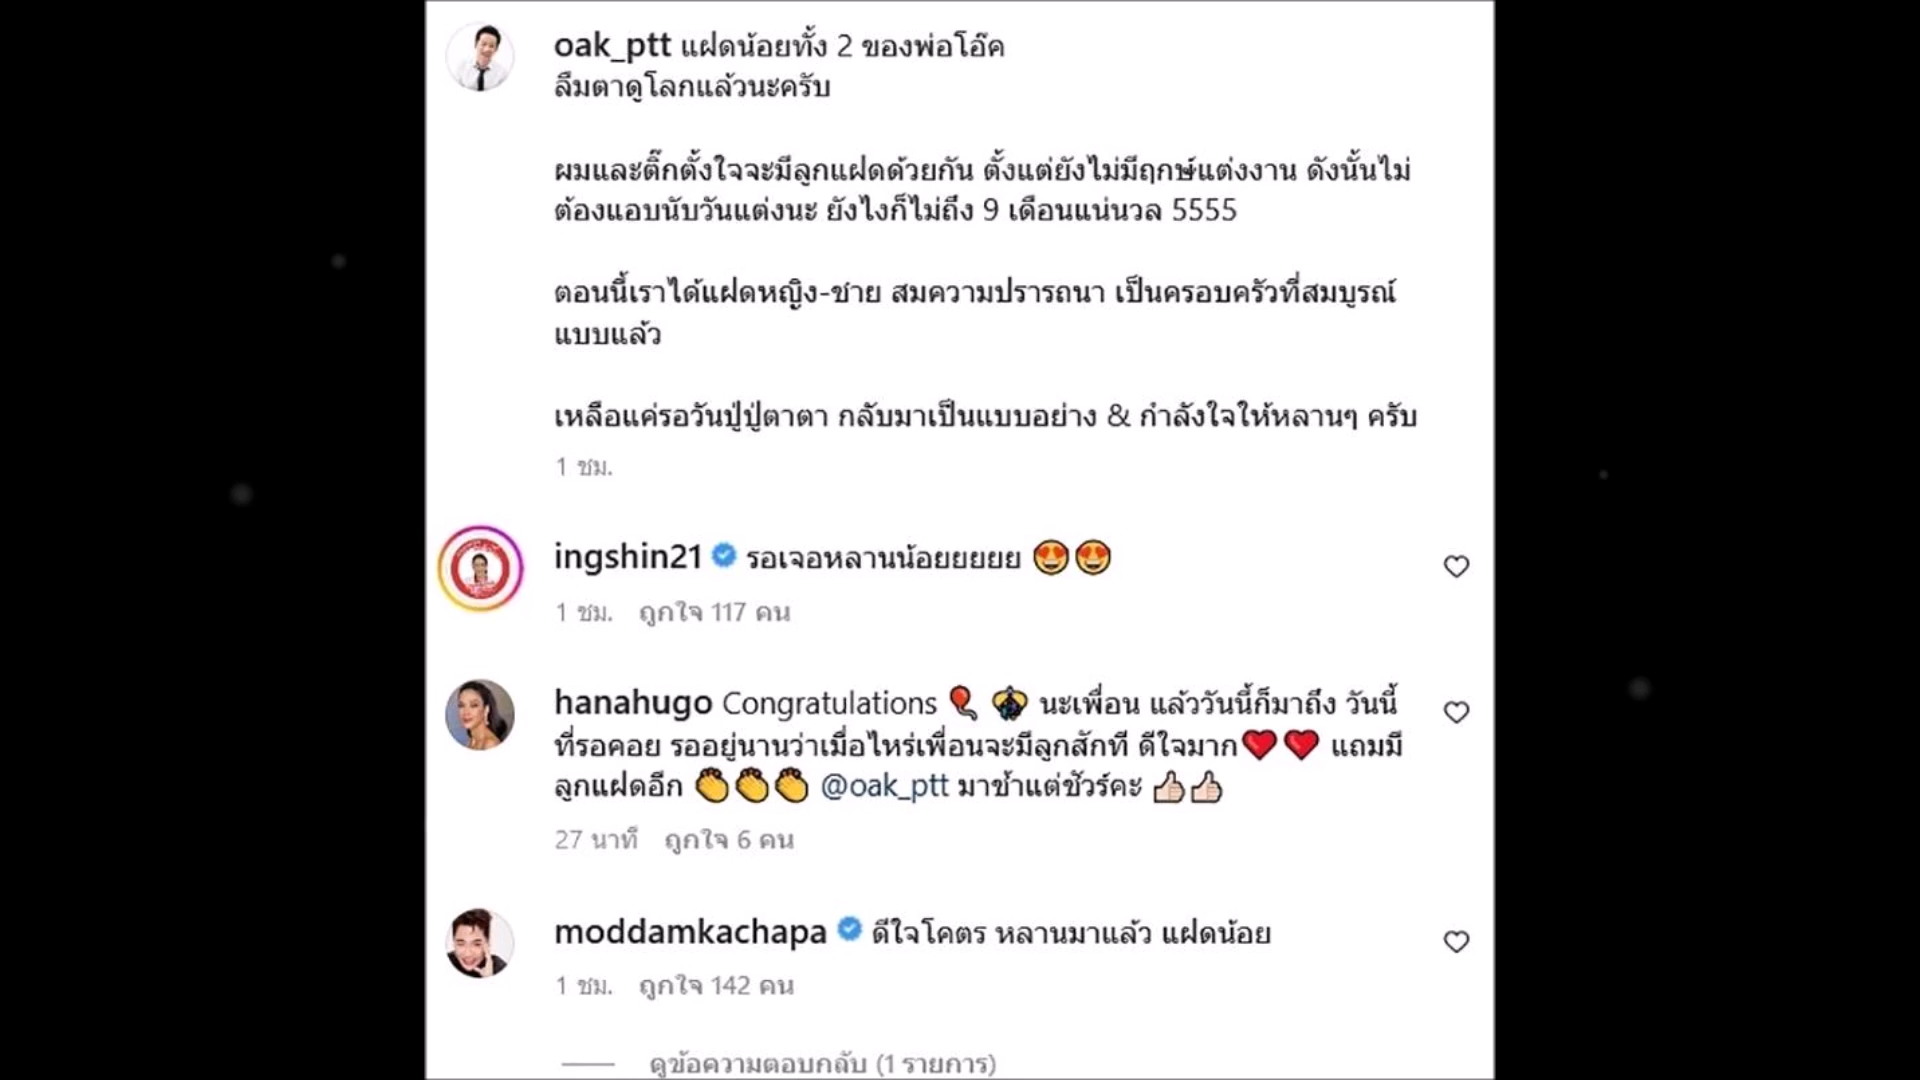 oak_ptt แฝดน้อยทั้ง 2 ของพ่อโอ๊ค
ลืมตาดูโลกแล้วนะครับ
ผมและติ๊กตั้งใจจะมีลูกแฝดด้วยกัน ตั้งแต่ยังไม่มีฤกษ์แต่งงาน ดังนั้นไม่
ต้องแอบนับวันแต่งนะ ยังไงก็ไม่ถึง 9 เดือนแน่นวล 5555
ตอนนี้เราได้แฝดหญิง-ชาย สมความปรารถนา เป็นครอบครัวที่สมบูรณ์
แบบแล้ว
เหลือแค่รอวันปู่ปู่ตาตา กลับมาเป็นแบบอย่าง & กำลังใจให้หลานๆ ครับ
1 ชม.
ingshin21 รอเจอหลานน้อยยยยย 😍😍
1 ชม. ถูกใจ 117 คน
hanahugo Congratulations 🎈 นะเพื่อน แล้ววันนี้ก็มาถึง วันนี้
ที่รอคอย รออยู่นานว่าเมื่อไหร่เพื่อนจะมีลูกสักที ดีใจมาก❤️❤️ แถมมี
ลูกแฝดอีก 👏👏👏 @oak_ptt มาช้าแต่ชัวร์คะ 👍🏻👍🏻
27 นาที ถูกใจ 6 คน
moddamkachapa ดีใจโคตร หลานมาแล้ว แฝดน้อย
1 ชม. ถูกใจ 142 คน
ดูข้อความตอบกลับ (1 รายการ)